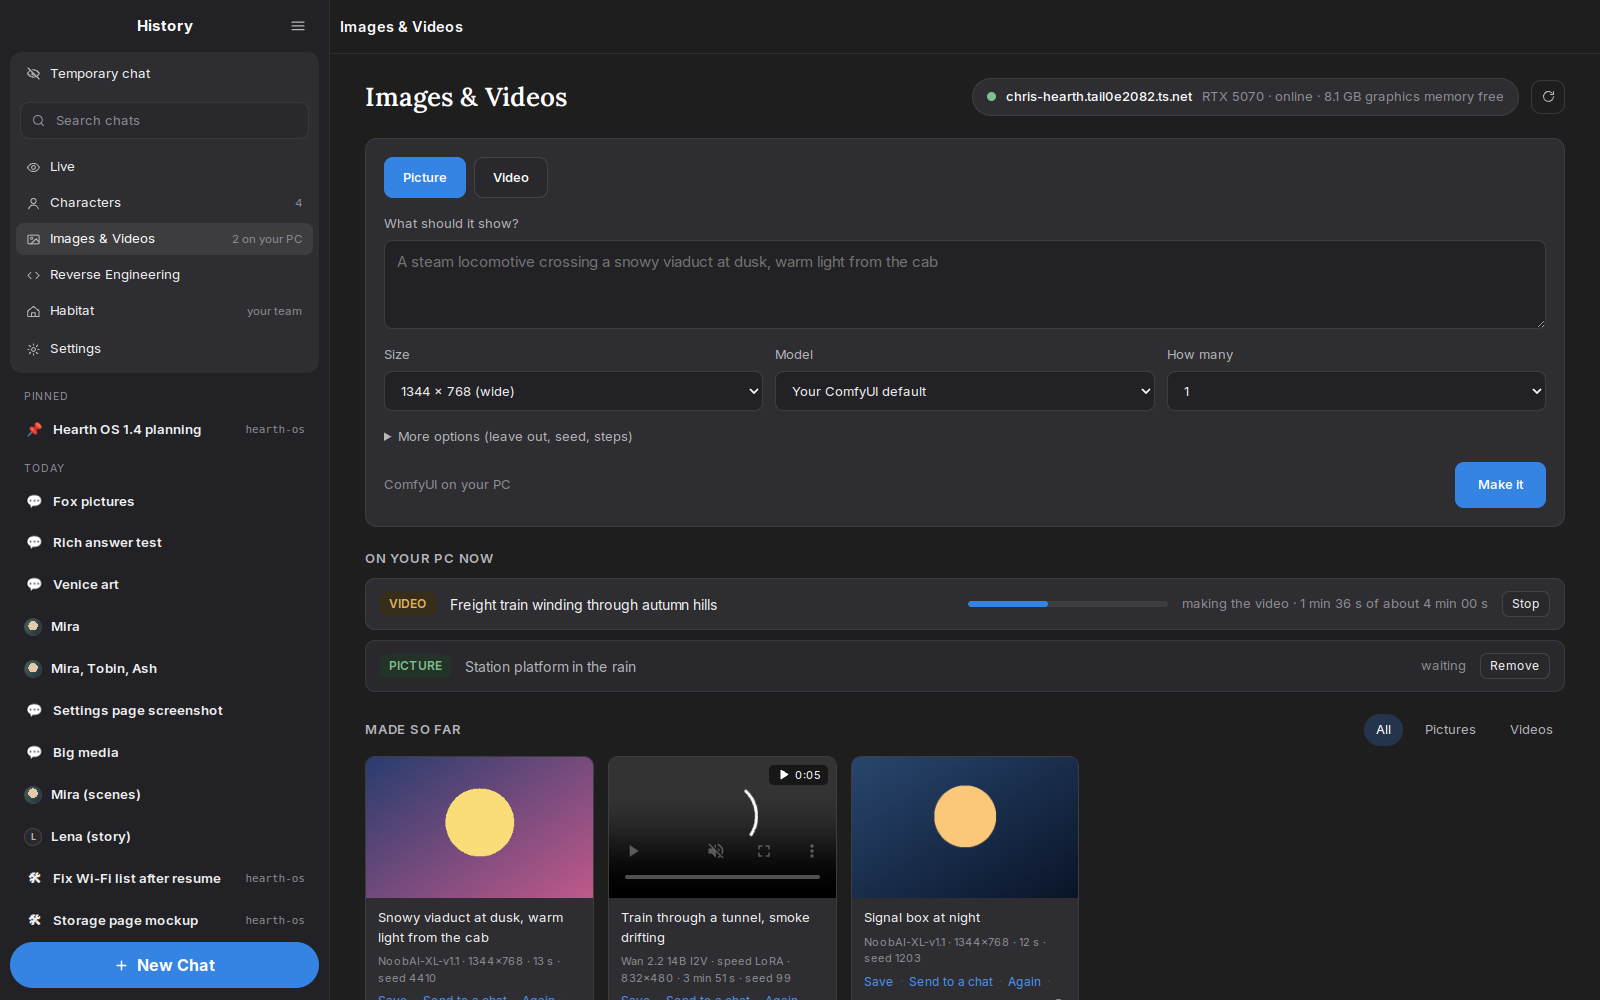 History
Temporary chat
Search chats
Live
Characters 4
Images & Videos 2 on your PC
Reverse Engineering
Habitat your team
Settings
PINNED
Hearth OS 1.4 planning hearth-os
TODAY
Fox pictures
Rich answer test
Venice art
Mira
Mira, Tobin, Ash
Settings page screenshot
Big media
Mira (scenes)
L Lena (story)
Fix Wi-Fi list after resume hearth-os
Storage page mockup hearth-os
+ New Chat
Images & Videos
Images & Videos
chris-hearth.tail0e2082.ts.net RTX 5070 · online · 8.1 GB graphics memory free
Picture Video
What should it show?
A steam locomotive crossing a snowy viaduct at dusk, warm light from the cab
Size Model How many
1344 × 768 (wide) Your ComfyUI default 1
More options (leave out, seed, steps)
ComfyUI on your PC Make it
ON YOUR PC NOW
VIDEO Freight train winding through autumn hills making the video · 1 min 36 s of about 4 min 00 s Stop
PICTURE Station platform in the rain waiting Remove
MADE SO FAR All Pictures Videos
0:05
Snowy viaduct at dusk, warm
light from the cab
NoobAI-XL-v1.1 · 1344×768 · 13 s ·
seed 4410
Save · Send to a chat · Again
Train through a tunnel, smoke
drifting
Wan 2.2 14B I2V · speed LoRA ·
832×480 · 3 min 51 s · seed 99
Save · Send to a chat · Again
Signal box at night
NoobAI-XL-v1.1 · 1344×768 · 12 s ·
seed 1203
Save · Send to a chat · Again ·